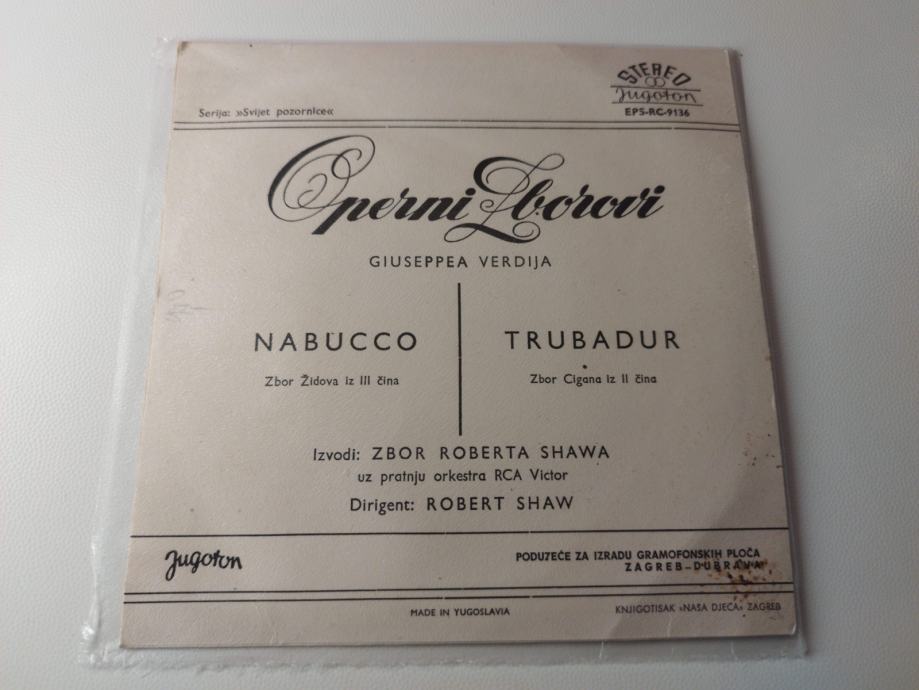 STEREO
Jugoton
EPS-RC-9136
Serija: »Svijet pozornice«
Operni Zborovi
GIUSEPPEA VERDIJA
NABUCCO
Zbor Židova iz III čina
TRUBADUR
Zbor Cigana iz II čina
Izvodi: ZBOR ROBERTA SHAWA
uz pratnju orkestra RCA Victor
Dirigent: ROBERT SHAW
Jugoton
PODUZEĆE ZA IZRADU GRAMOFONSKIH PLOČA
ZAGREB-DUBRAVA
MADE IN YUGOSLAVIA
KNJIGOTISAK »NAŠA DJECA« ZAGREB